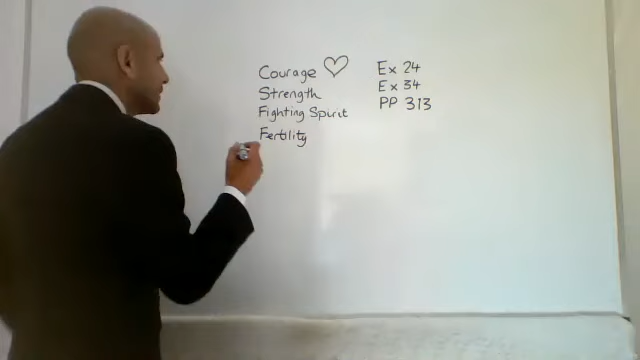 Courage ♡ Ex 24
Strength Ex 34
Fighting Spirit PP 313
Fertility